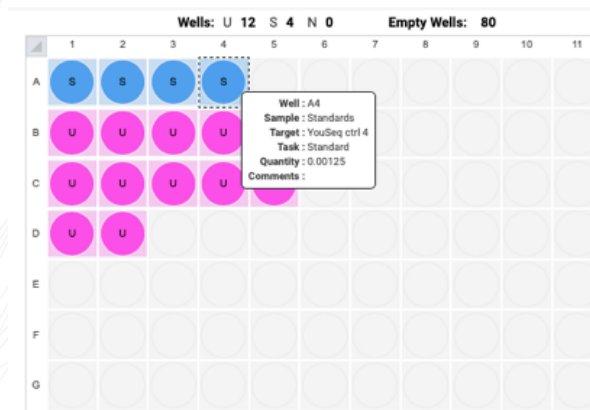 Wells: U 12 S 4 N 0 Empty Wells: 80
1 2 3 4 5 6 7 8 9 10 11
A S S S S
Well : A4
Sample : Standards
Target : YouSeq ctrl 4
Task : Standard
Quantity : 0.00125
Comments :
B U U U U
C U U U U
D U U
E
F
G